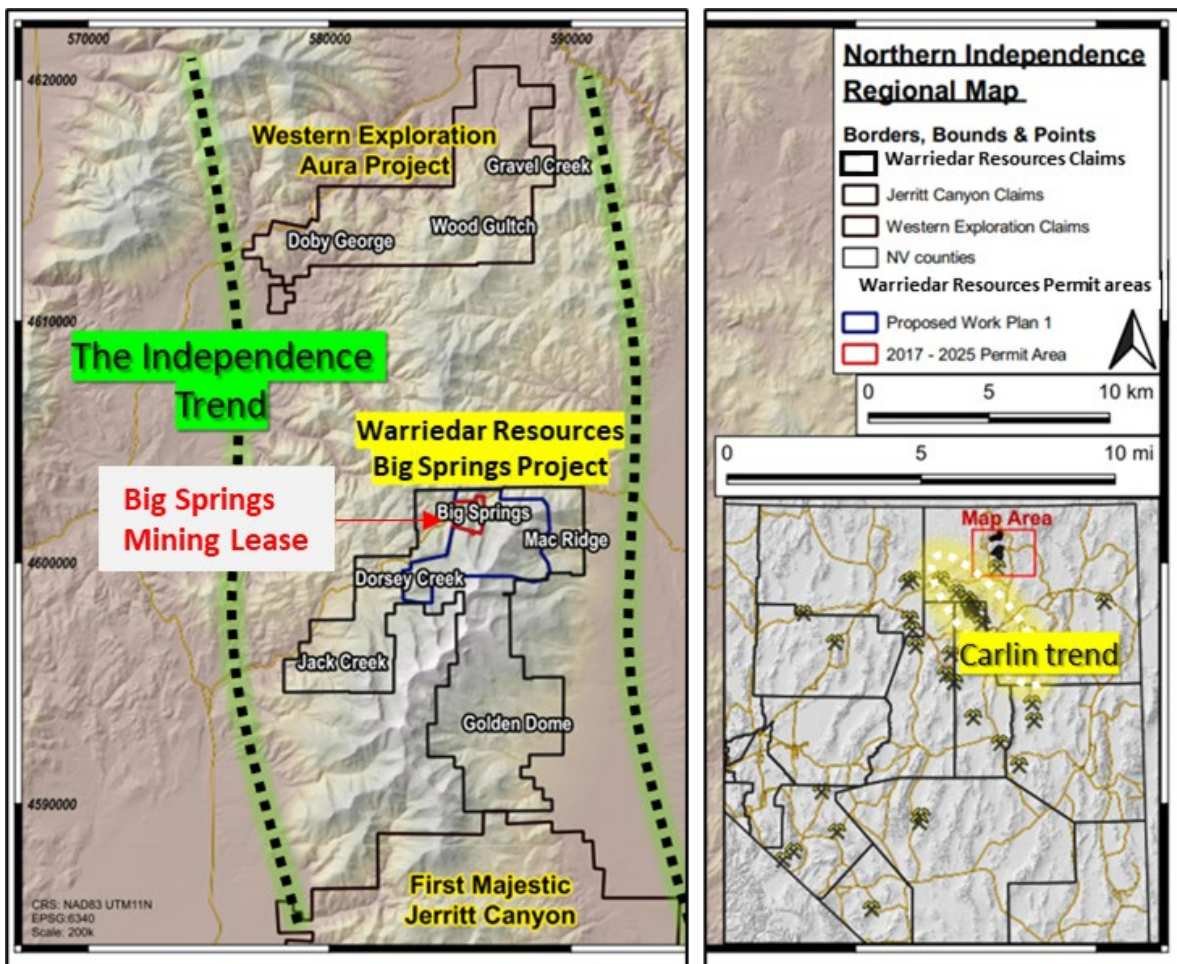 570000
580000
590000
4620000
Western Exploration
Aura Project
Gravel Creek
Wood Gultch
Doby George
4610000
The Independence
Trend
Warriedar Resources
Big Springs Project
Big Springs
Mining Lease
Big Springs
Mac Ridge
4600000
Dorsey Creek
Jack Creek
Golden Dome
4590000
First Majestic
Jerritt Canyon
CRS: NAD83 UTM11N
EPSG:6340
Scale: 200k
Northern Independence
Regional Map
Borders, Bounds & Points
Warriedar Resources Claims
Jerritt Canyon Claims
Western Exploration Claims
NV counties
Warriedar Resources Permit areas
Proposed Work Plan 1
2017 - 2025 Permit Area
0 5 10 km
0 5 10 mi
Map Area
Carlin trend